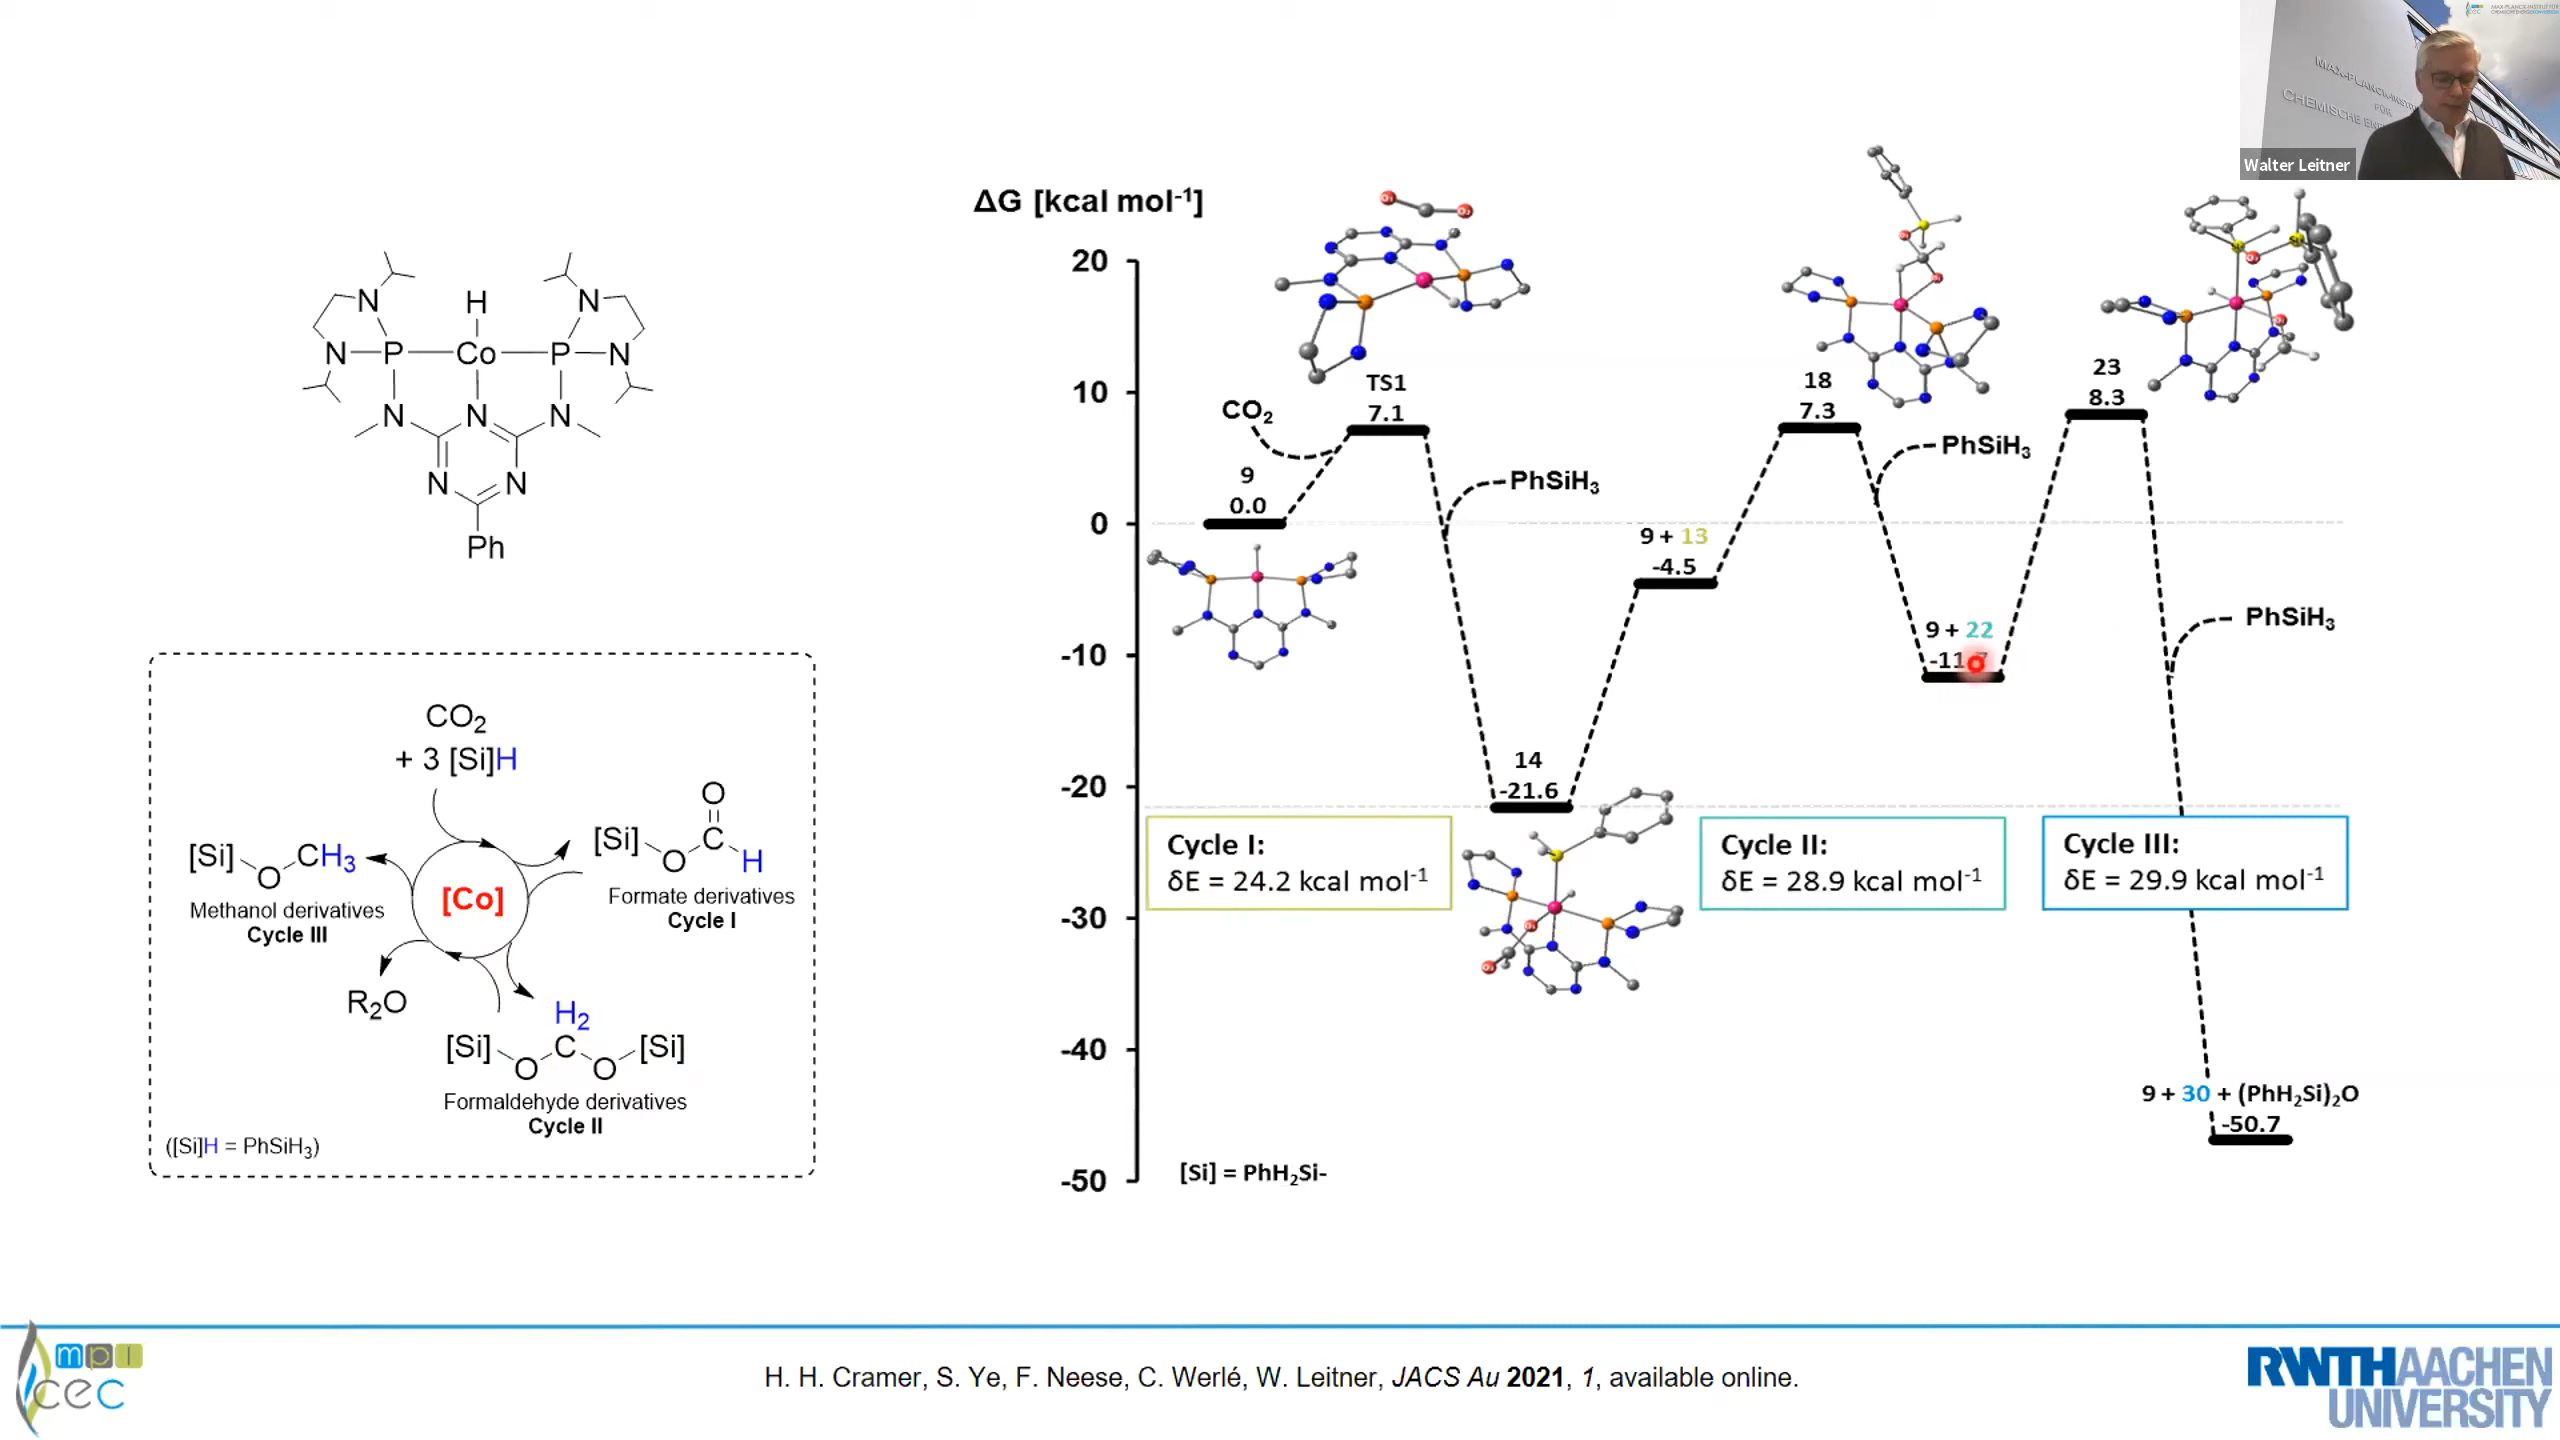 MAX-PLANCK-INSTITUT
FÜR
Walter Leitner
ΔG [kcal mol-1]
20
10
0
-10
-20
-30
-40
-50
CO2
9
0.0
TS1
7.1
PhSiH3
14
-21.6
9 + 13
-4.5
18
7.3
PhSiH3
9 + 22
23
8.3
PhSiH3
9 + 30 + (PhH2Si)2O
-50.7
Cycle I:
δE = 24.2 kcal mol-1
Cycle II:
δE = 28.9 kcal mol-1
Cycle III:
δE = 29.9 kcal mol-1
[Si] = PhH2Si-
N N
H
N P Co P N
N N N
N N
Ph
CO2
+ 3 [Si]H
[Si] O C H
O
Formate derivatives
Cycle I
[Si] O CH3
Methanol derivatives
Cycle III
[Co]
R2O
H2
[Si] O C O [Si]
Formaldehyde derivatives
Cycle II
([Si]H = PhSiH3)
mpi
cec
H. H. Cramer, S. Ye, F. Neese, C. Werlé, W. Leitner, JACS Au 2021, 1, available online.
RWTH AACHEN
UNIVERSITY